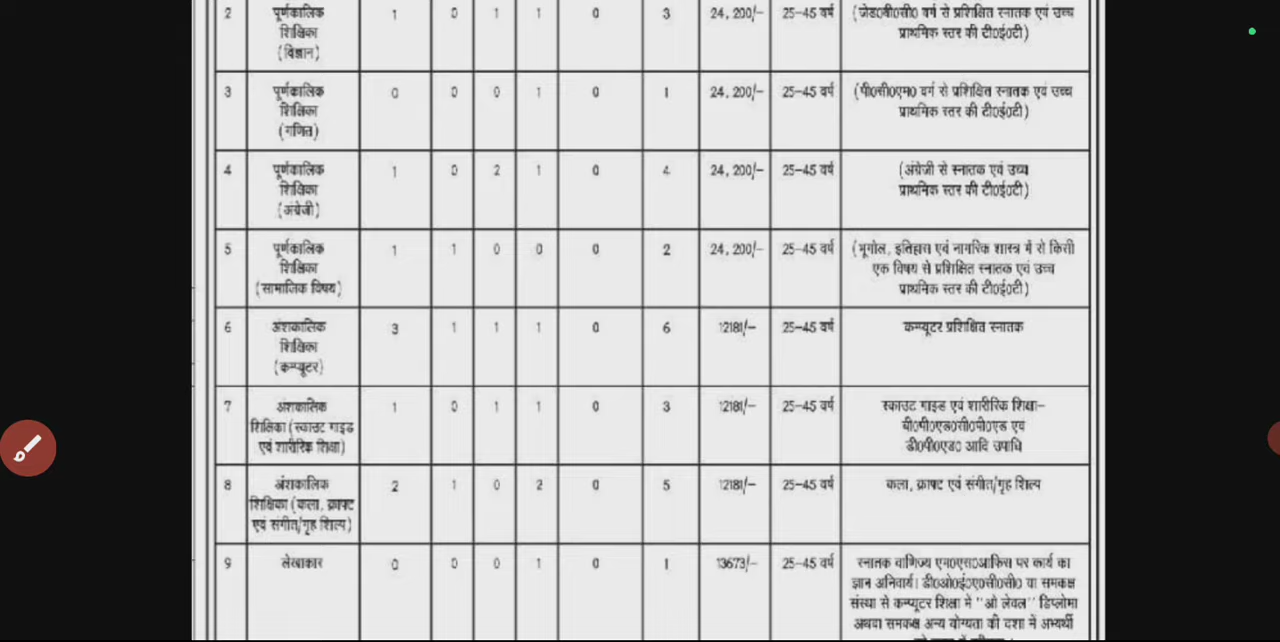 2 पूर्णकालिक 1 0 1 1 0 3 24, 200/- 25-45 वर्ष (जेड0बी0सी0 वर्ग से प्रशिक्षित स्नातक एवं उच्च
शिक्षिका प्राथमिक स्तर की टी0ई0टी)
(विज्ञान)
3 पूर्णकालिक 0 0 0 1 0 1 24, 200/- 25-45 वर्ष (पी0सी0एम0 वर्ग से प्रशिक्षित स्नातक एवं उच्च
शिक्षिका प्राथमिक स्तर की टी0ई0टी)
(गणित)
4 पूर्णकालिक 1 0 2 1 0 4 24, 200/- 25-45 वर्ष (अंग्रेजी से स्नातक एवं उच्च
शिक्षिका प्राथमिक स्तर की टी0ई0टी)
(अंग्रेजी)
5 पूर्णकालिक 1 1 0 0 0 2 24, 200/- 25-45 वर्ष (भूगोल, इतिहास एवं नागरिक शास्त्र में से किसी
शिक्षिका एक विषय से प्रशिक्षित स्नातक एवं उच्च
(सामाजिक विषय) प्राथमिक स्तर की टी0ई0टी)
6 अंशकालिक 3 1 1 1 0 6 12181/- 25-45 वर्ष कम्प्यूटर प्रशिक्षित स्नातक
शिक्षिका
(कम्प्यूटर)
7 अंशकालिक 1 0 1 1 0 3 12181/- 25-45 वर्ष स्काउट गाइड एवं शारीरिक शिक्षा-
शिक्षिका (स्काउट गाइड बी0पी0एड0सी0पी0एड एवं
एवं शारीरिक शिक्षा) डी0पी0एड0 आदि उपाधि
8 अंशकालिक 2 1 0 2 0 5 12181/- 25-45 वर्ष कला, क्राफ्ट एवं संगीत/गृह शिल्प
शिक्षिका (कला, क्राफ्ट
एवं संगीत/गृह शिल्प)
9 लेखाकार 0 0 0 1 0 1 13673/- 25-45 वर्ष स्नातक वाणिज्य एम0एस0आफिस पर कार्य का
ज्ञान अनिवार्य। डी0ओ0ई0ए0सी0सी0 या समकक्ष
संस्था से कम्प्यूटर शिक्षा में "ओ लेवल" डिप्लोमा
अथवा समकक्ष अन्य योग्यता की दशा में अभ्यर्थी